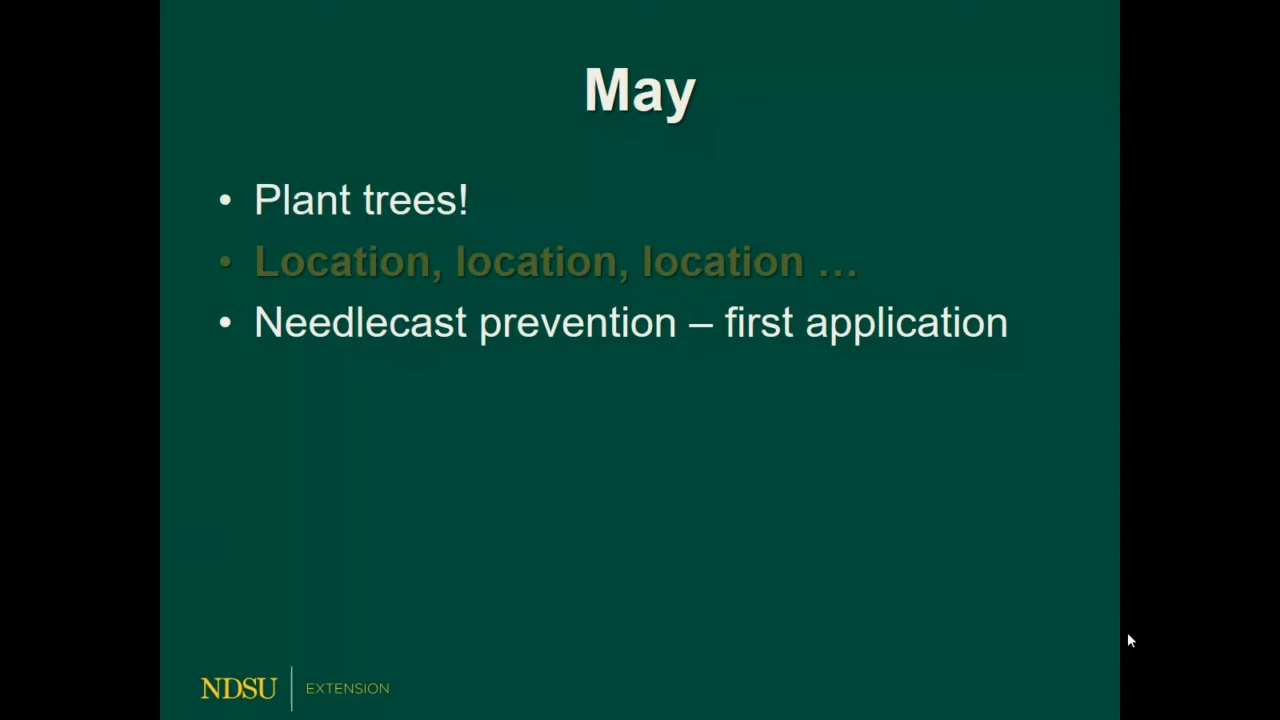 May
• Plant trees!
• Location, location, location …
• Needlecast prevention – first application
NDSU | EXTENSION